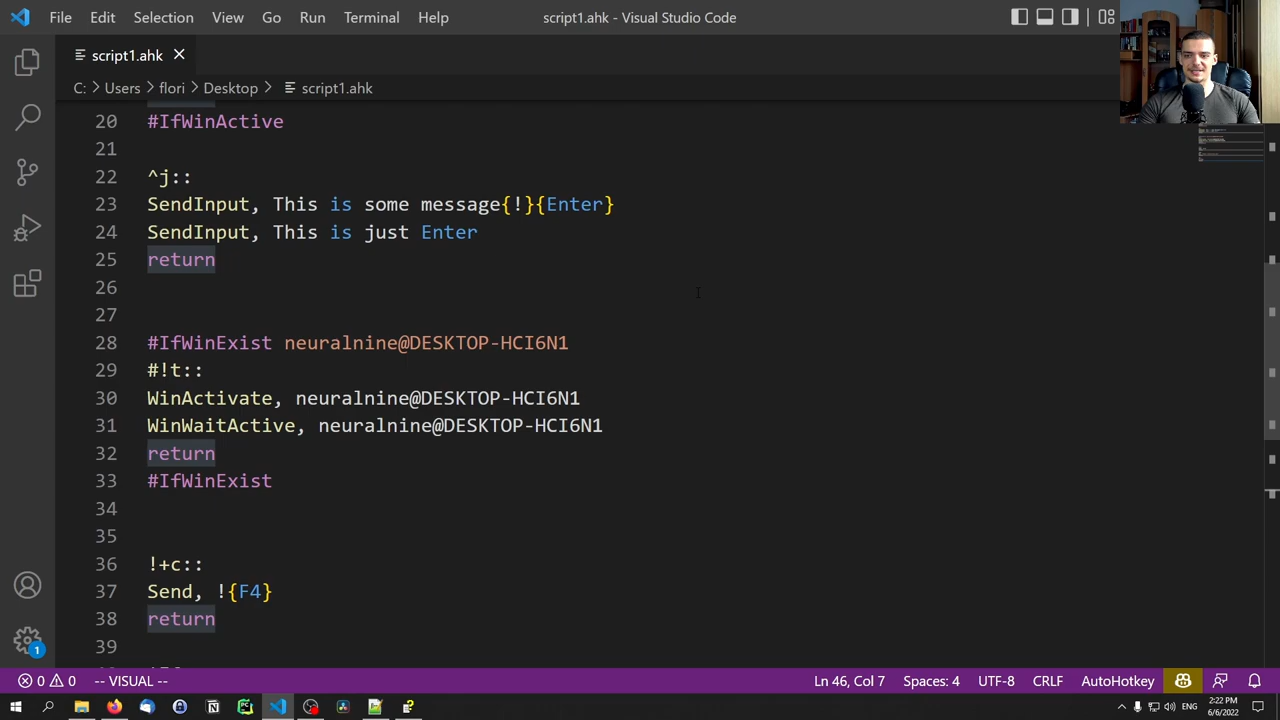 File Edit Selection View Go Run Terminal Help script1.ahk - Visual Studio Code
script1.ahk
C: > Users > flori > Desktop > script1.ahk
20 #IfWinActive
21
22 ^j::
23 SendInput, This is some message{!}{Enter}
24 SendInput, This is just Enter
25 return
26
27
28 #IfWinExist neuralnine@DESKTOP-HCI6N1
29 #!t::
30 WinActivate, neuralnine@DESKTOP-HCI6N1
31 WinWaitActive, neuralnine@DESKTOP-HCI6N1
32 return
33 #IfWinExist
34
35
36 !+c::
37 Send, !{F4}
38 return
39
1
0 0 -- VISUAL -- Ln 46, Col 7 Spaces: 4 UTF-8 CRLF AutoHotkey
ENG 2:22 PM
6/6/2022